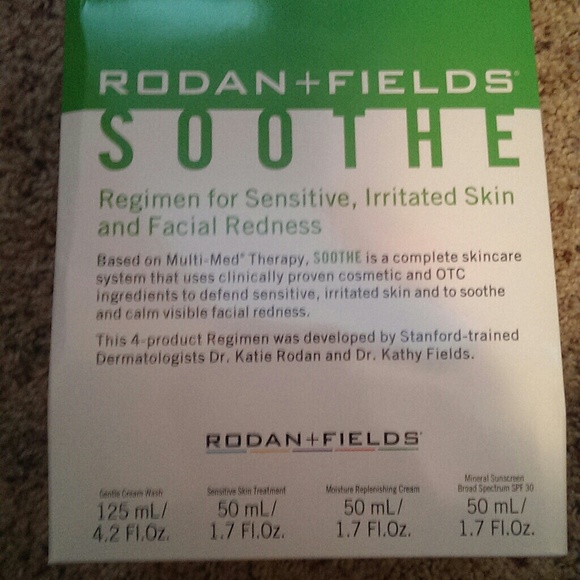 RODAN+FIELDS®
SOOTHE
Regimen for Sensitive, Irritated Skin
and Facial Redness
Based on Multi-Med® Therapy, SOOTHE is a complete skincare
system that uses clinically proven cosmetic and OTC
ingredients to defend sensitive, irritated skin and to soothe
and calm visible facial redness.
This 4-product Regimen was developed by Stanford-trained
Dermatologists Dr. Katie Rodan and Dr. Kathy Fields.
RODAN+FIELDS®
Gentle Cream Wash
125 mL/
4.2 Fl.Oz.
Sensitive Skin Treatment
50 mL/
1.7 Fl.Oz.
Moisture Replenishing Cream
50 mL/
1.7 Fl.Oz.
Mineral Sunscreen
Broad Spectrum SPF 30
50 mL/
1.7 Fl.Oz.